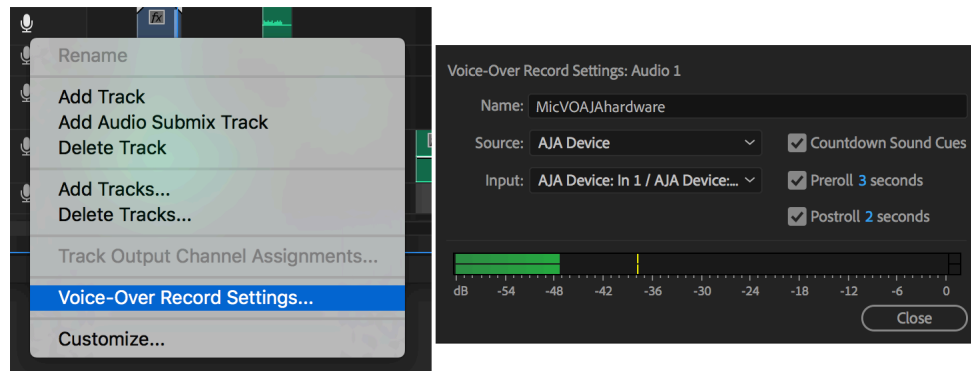 fx
Rename
Add Track
Add Audio Submix Track
Delete Track
Add Tracks...
Delete Tracks...
Track Output Channel Assignments...
Voice-Over Record Settings...
Customize...
Voice-Over Record Settings: Audio 1
Name: MicVOAJAhardware
Source: AJA Device
Countdown Sound Cues
Input: AJA Device: In 1 / AJA Device:...
Preroll 3 seconds
Postroll 2 seconds
dB -54 -48 -42 -36 -30 -24 -18 -12 -6 0
Close